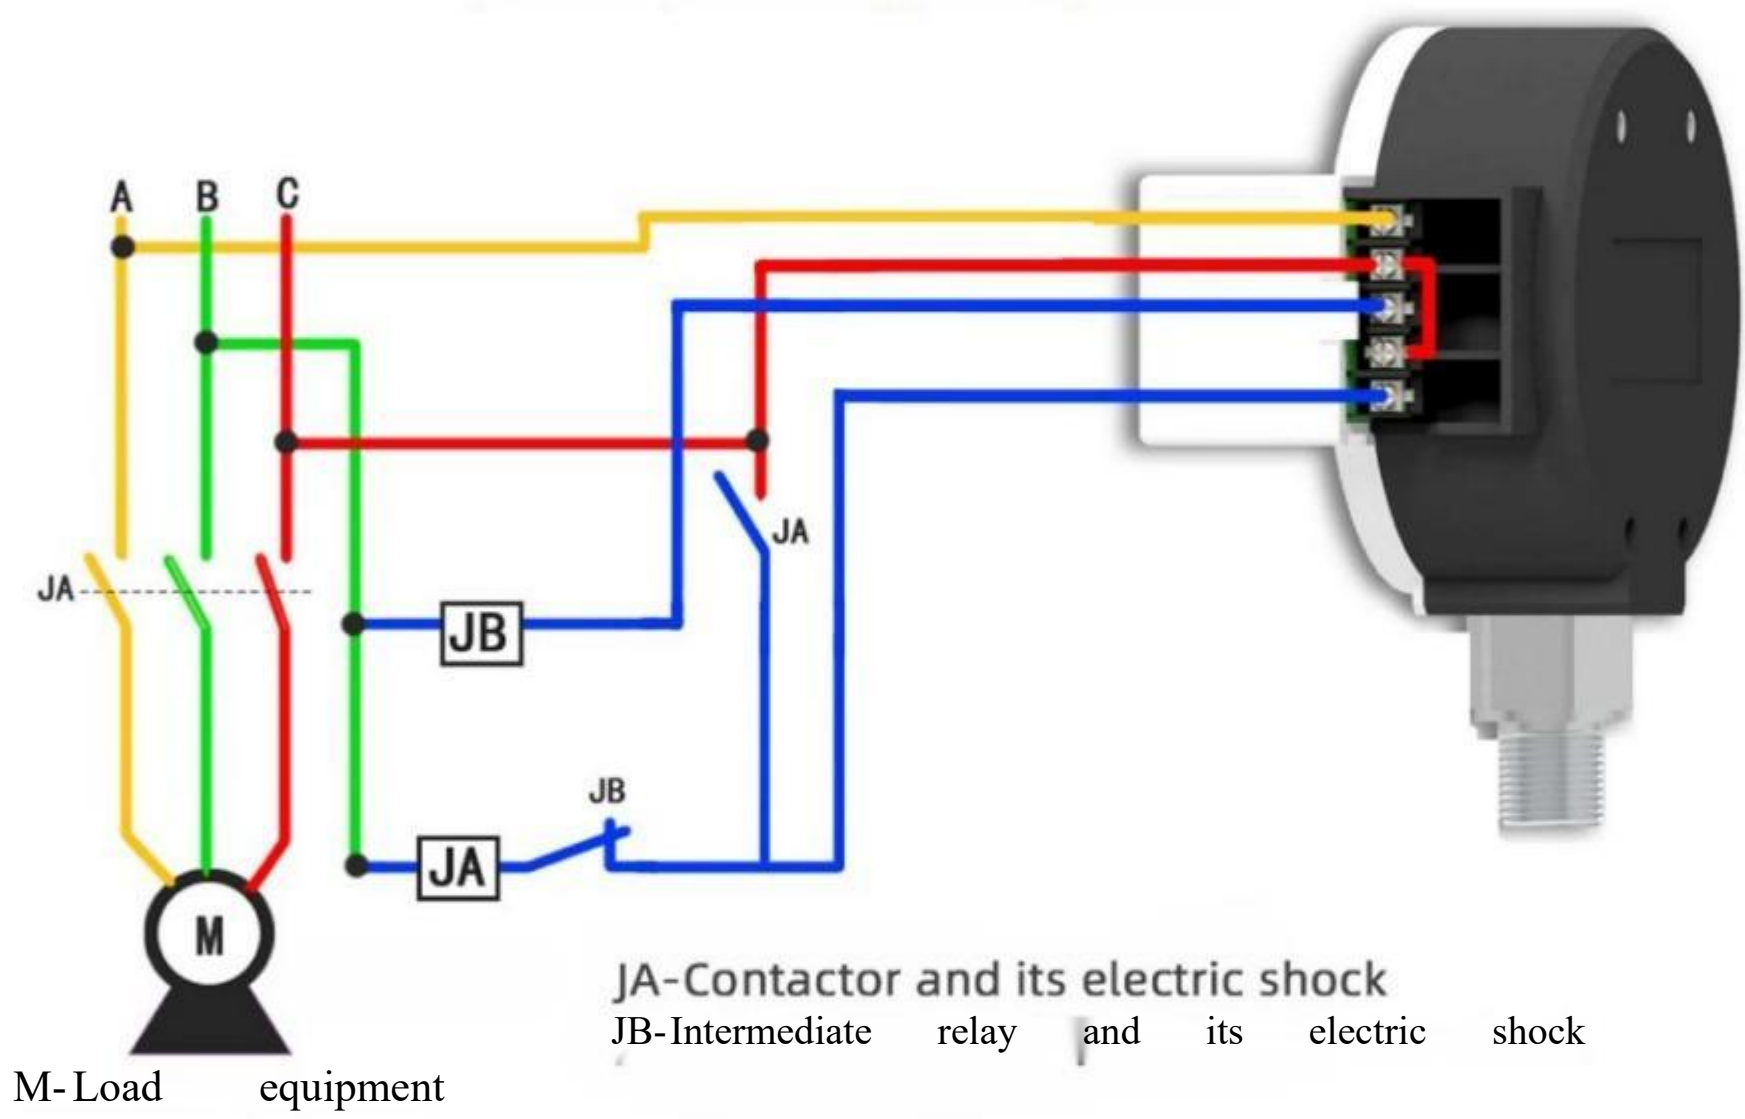 A B C
JA
JA
JB
JB
JA
M
JA-Contactor and its electric shock
JB-Intermediate relay and its electric shock
M-Load equipment